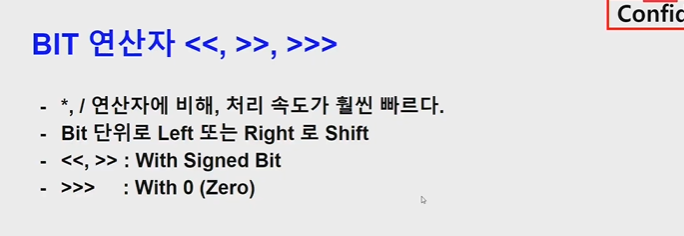 BIT 연산자 <<, >>, >>>
- *, / 연산자에 비해, 처리 속도가 훨씬 빠르다.
- Bit 단위로 Left 또는 Right 로 Shift
- <<, >> : With Signed Bit
- >>> : With 0 (Zero)